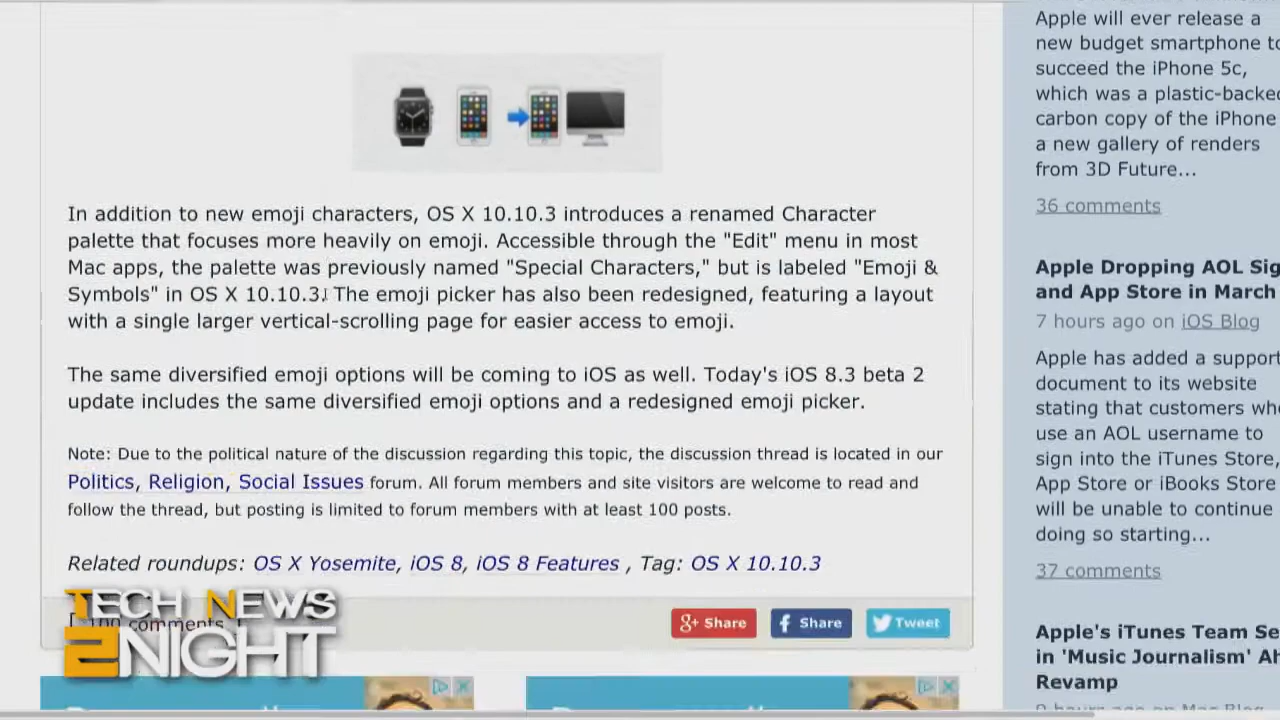 In addition to new emoji characters, OS X 10.10.3 introduces a renamed Character
palette that focuses more heavily on emoji. Accessible through the "Edit" menu in most
Mac apps, the palette was previously named "Special Characters," but is labeled "Emoji &
Symbols" in OS X 10.10.3. The emoji picker has also been redesigned, featuring a layout
with a single larger vertical-scrolling page for easier access to emoji.
The same diversified emoji options will be coming to iOS as well. Today's iOS 8.3 beta 2
update includes the same diversified emoji options and a redesigned emoji picker.
Note: Due to the political nature of the discussion regarding this topic, the discussion thread is located in our
Politics, Religion, Social Issues forum. All forum members and site visitors are welcome to read and
follow the thread, but posting is limited to forum members with at least 100 posts.
Related roundups: OS X Yosemite, iOS 8, iOS 8 Features , Tag: OS X 10.10.3
[ 100 comments ]
g+ Share
f Share
Tweet
TECH NEWS
2NIGHT
Apple will ever release a
new budget smartphone to
succeed the iPhone 5c,
which was a plastic-backed
carbon copy of the iPhone
a new gallery of renders
from 3D Future...
36 comments
Apple Dropping AOL Sig
and App Store in March
7 hours ago on iOS Blog
Apple has added a support
document to its website
stating that customers who
use an AOL username to
sign into the iTunes Store,
App Store or iBooks Store
will be unable to continue
doing so starting...
37 comments
Apple's iTunes Team Se
in 'Music Journalism' Ah
Revamp
9 hours ago on Mac Blog